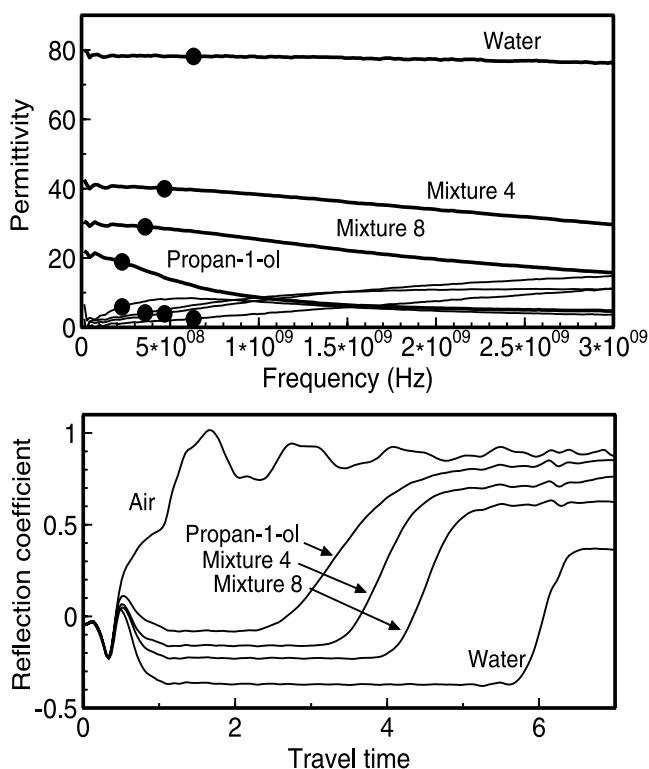 80
60
40
20
0
Permittivity
Water
Mixture 4
Mixture 8
Propan-1-ol
0 5*10⁰⁸ 1*10⁰⁹ 1.5*10⁰⁹ 2*10⁰⁹ 2.5*10⁰⁹ 3*10⁰⁹
Frequency (Hz)
1
0.5
0
-0.5
Reflection coefficient
Air
Propan-1-ol
Mixture 4
Mixture 8
Water
0 2 4 6
Travel time